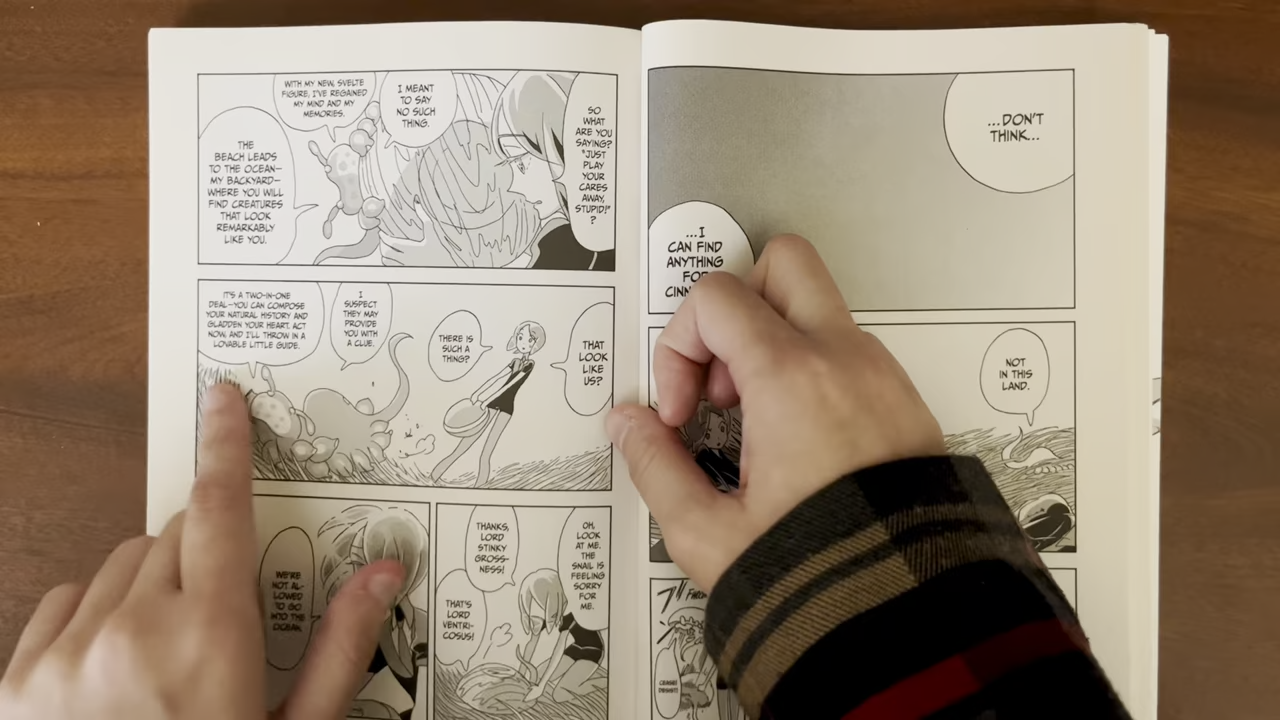 ...DON'T
THINK...
...I
CAN FIND
ANYTHING
FOR
NOT
IN THIS
LAND.
CEASE!
DESIST!
SO
WHAT
ARE YOU
SAYING?
"JUST
PLAY
YOUR
CARES
AWAY,
STUPID!"
?
I MEANT
TO SAY
NO SUCH
THING.
WITH MY NEW, SVELTE
FIGURE, I'VE REGAINED
MY MIND AND MY
MEMORIES.
THE
BEACH LEADS
TO THE OCEAN—
MY BACKYARD—
WHERE YOU WILL
FIND CREATURES
THAT LOOK
REMARKABLY
LIKE YOU.
THAT
LOOK
LIKE
US?
THERE IS
SUCH A
THING?
I
SUSPECT
THEY MAY
PROVIDE
YOU WITH
A CLUE.
IT'S A TWO-IN-ONE
DEAL—YOU CAN COMPOSE
YOUR NATURAL HISTORY AND
GLADDEN YOUR HEART. ACT
NOW, AND I'LL THROW IN A
LOVABLE LITTLE GUIDE.
OH,
LOOK
AT ME.
THE
SNAIL IS
FEELING
SORRY
FOR
ME.
THANKS,
LORD
STINKY
GROSS-
NESS!
THAT'S
LORD
VENTRI-
COSUS!
WE'RE
NOT AL-
LOWED
TO GO
INTO THE
OCEAN.